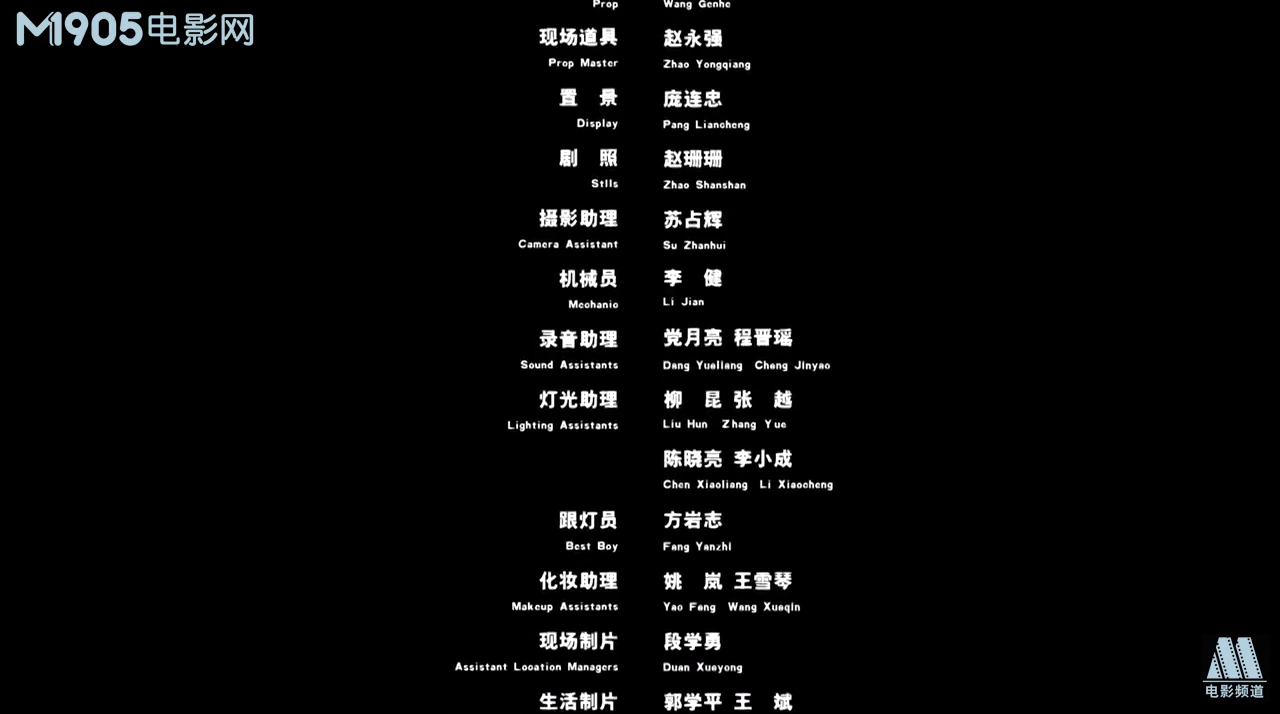 Prop Wang Genhe
M1905电影网
现场道具 赵永强
Prop Master Zhao Yongqiang
置 景 庞连忠
Display Pang Liancheng
剧 照 赵珊珊
Stlls Zhao Shanshan
摄影助理 苏占辉
Camera Assistant Su Zhanhui
机械员 李 健
Mechanic Li Jian
录音助理 党月亮 程晋瑶
Sound Assistants Dang Yueliang Cheng Jinyao
灯光助理 柳 昆 张 越
Lighting Assistants Liu Hun Zhang Yue
陈晓亮 李小成
Chen Xiaoliang Li Xiaocheng
跟灯员 方岩志
Best Boy Fang Yanzhi
化妆助理 姚 岚 王雪琴
Makeup Assistants Yao Fang Wang Xueqin
现场制片 段学勇
Assistant Location Managers Duan Xueyong
生活制片 郭学平 王 斌
电影频道